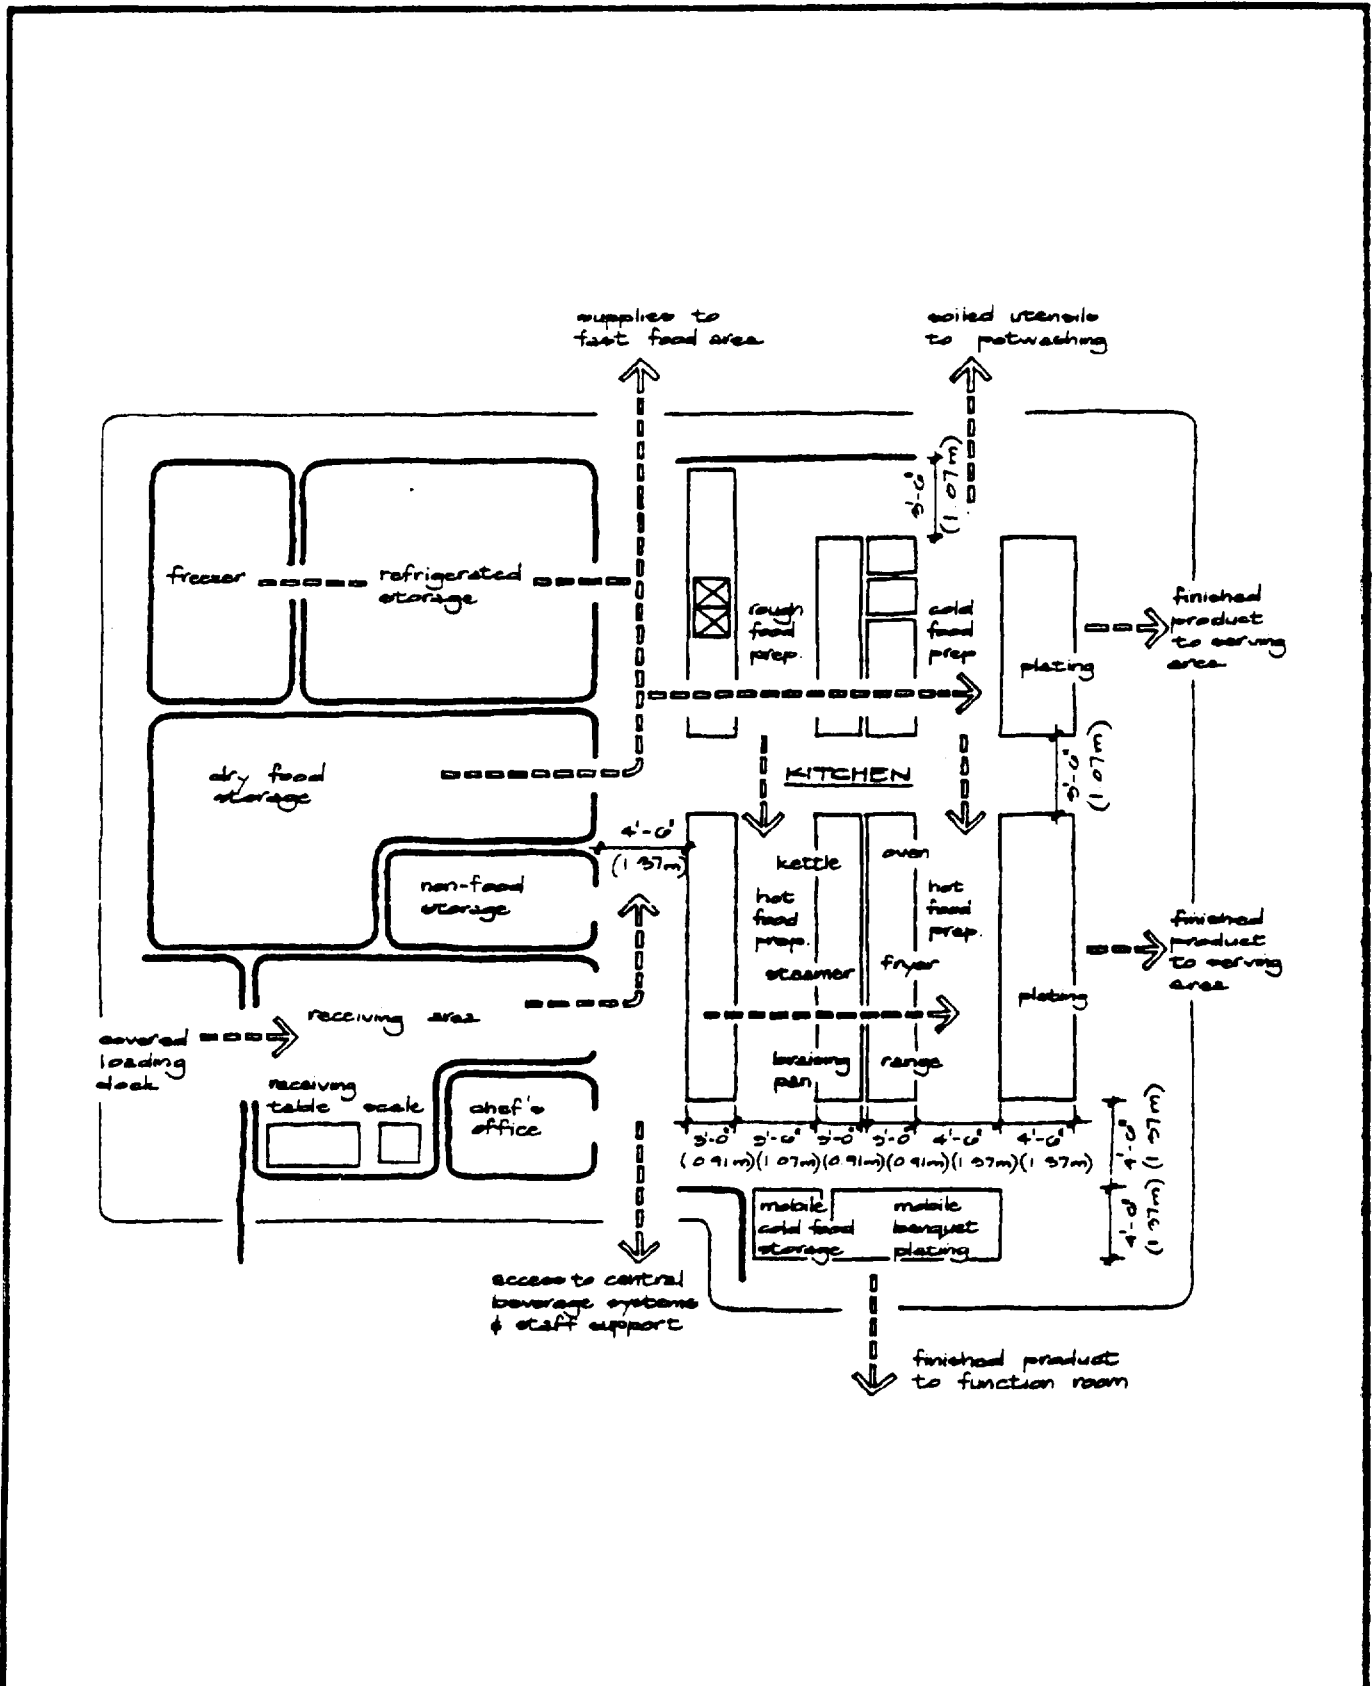 supplies to
fast food area
soiled utensils
to potwashing
3'-6"
(1.07m)
freezer
refrigerated
storage
rough
food
prep.
cold
food
prep
plating
finished
product
to serving
area
dry food
storage
KITCHEN
3'-6"
(1.07m)
4'-6"
(1.37m)
non-food
storage
kettle
oven
hot
food
prep.
hot
food
prep.
steamer
fryer
plating
finished
product
to serving
area
covered
loading
dock
receiving area
braising
pan
range
receiving
table
scale
chef's
office
3'-0"
(0.91m)
3'-6"
(1.07m)
3'-0"
(0.91m)
3'-0"
(0.91m)
4'-6"
(1.37m)
4'-6"
(1.37m)
(1.37m)
(1.37m)
mobile
cold food
storage
mobile
banquet
plating
access to central
beverage systems
& staff support
finished product
to function room